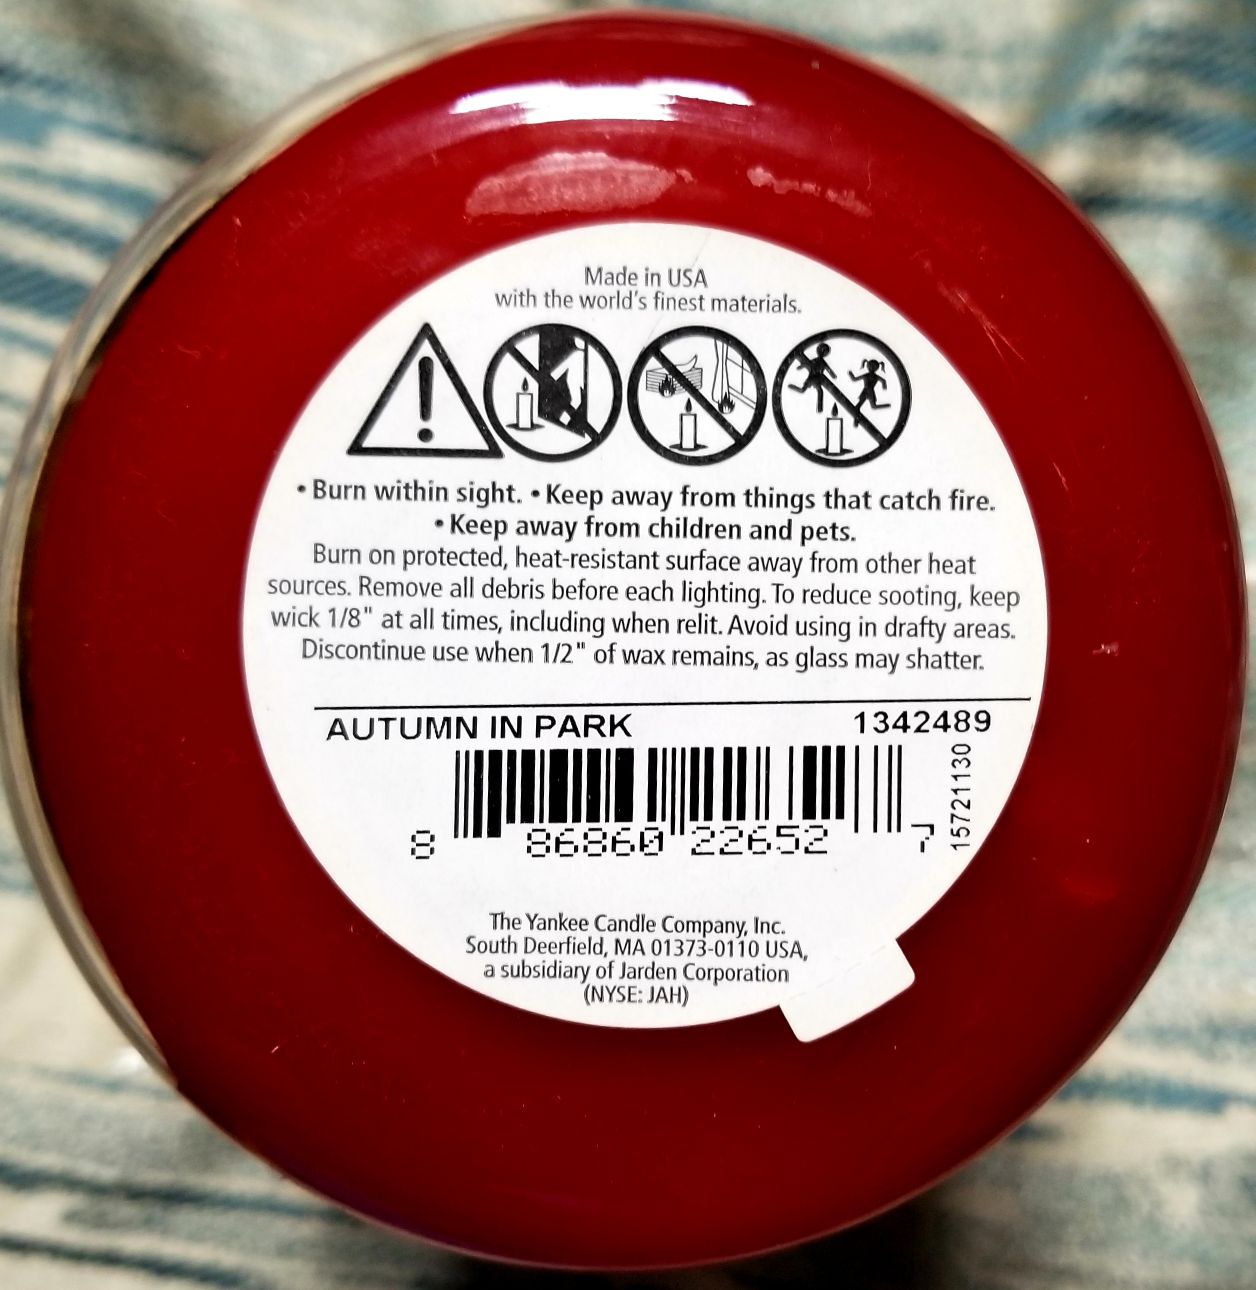 Made in USA
with the world's finest materials.
• Burn within sight. • Keep away from things that catch fire.
• Keep away from children and pets.
Burn on protected, heat-resistant surface away from other heat
sources. Remove all debris before each lighting. To reduce sooting, keep
wick 1/8" at all times, including when relit. Avoid using in drafty areas.
Discontinue use when 1/2" of wax remains, as glass may shatter.
AUTUMN IN PARK 1342489
15721130
8 86860 22652 7
The Yankee Candle Company, Inc.
South Deerfield, MA 01373-0110 USA,
a subsidiary of Jarden Corporation
(NYSE: JAH)